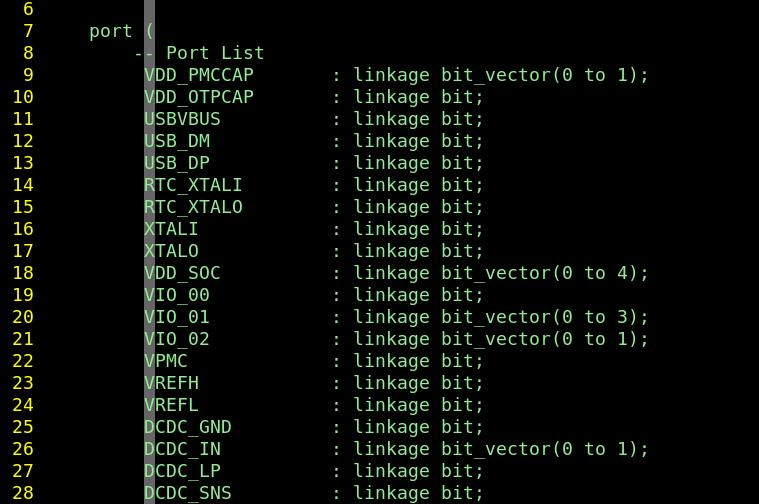 6
7     port (
8         -- Port List
9          VDD_PMCCAP       : linkage bit_vector(0 to 1);
10          VDD_OTPCAP       : linkage bit;
11          USBVBUS          : linkage bit;
12          USB_DM           : linkage bit;
13          USB_DP           : linkage bit;
14          RTC_XTALI        : linkage bit;
15          RTC_XTALO        : linkage bit;
16          XTALI            : linkage bit;
17          XTALO            : linkage bit;
18          VDD_SOC          : linkage bit_vector(0 to 4);
19          VIO_00           : linkage bit;
20          VIO_01           : linkage bit_vector(0 to 3);
21          VIO_02           : linkage bit_vector(0 to 1);
22          VPMC             : linkage bit;
23          VREFH            : linkage bit;
24          VREFL            : linkage bit;
25          DCDC_GND         : linkage bit;
26          DCDC_IN          : linkage bit_vector(0 to 1);
27          DCDC_LP          : linkage bit;
28          DCDC_SNS         : linkage bit;